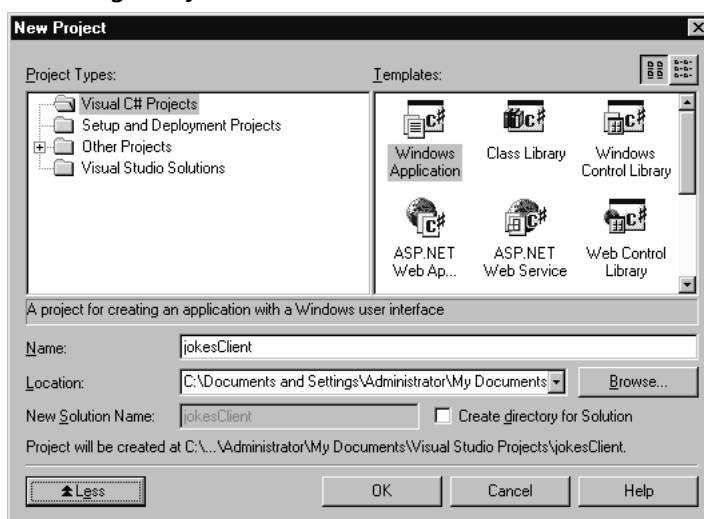 New Project
Project Types:
Templates:
Visual C# Projects
Setup and Deployment Projects
Other Projects
Visual Studio Solutions
Windows Application
Class Library
Windows Control Library
ASP.NET Web Ap...
ASP.NET Web Service
Web Control Library
A project for creating an application with a Windows user interface
Name:
jokesClient
Location:
C:\Documents and Settings\Administrator\My Documents
Browse...
New Solution Name:
jokesClient
Create directory for Solution
Project will be created at C:\...\Administrator\My Documents\Visual Studio Projects\jokesClient.
Less
OK
Cancel
Help